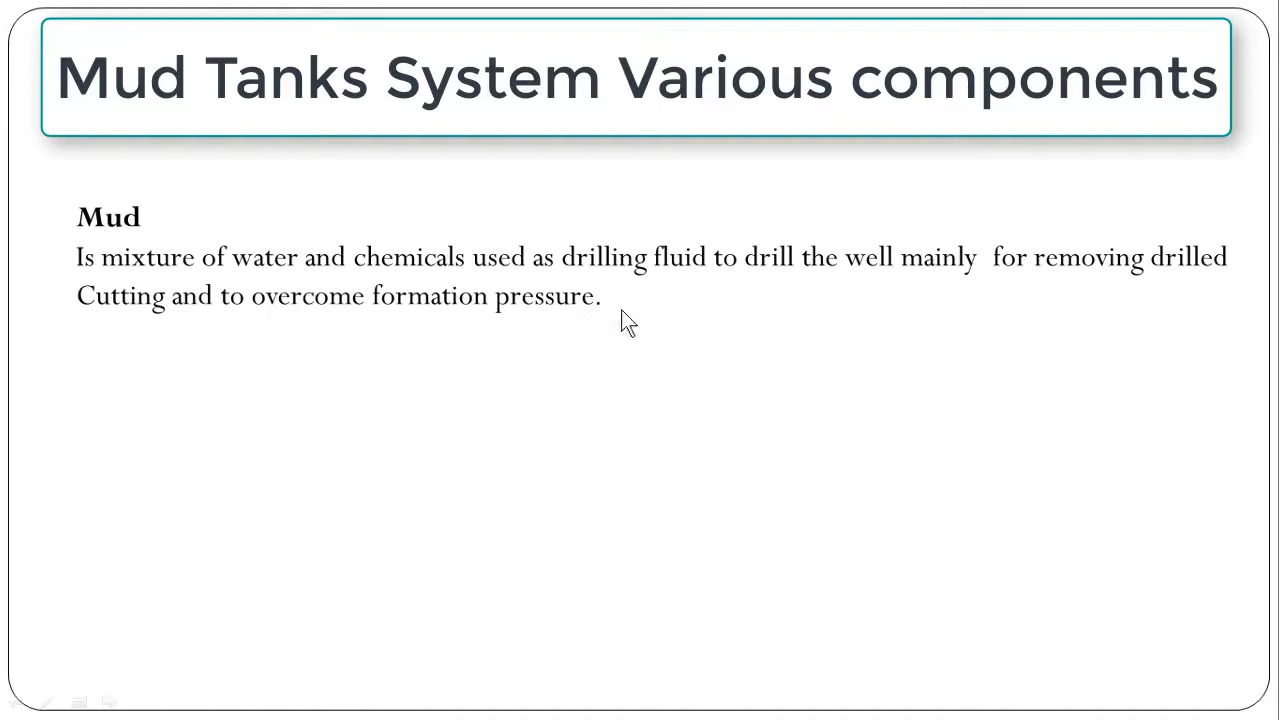 Mud Tanks System Various components
Mud
Is mixture of water and chemicals used as drilling fluid to drill the well mainly  for removing drilled
Cutting and to overcome formation pressure.